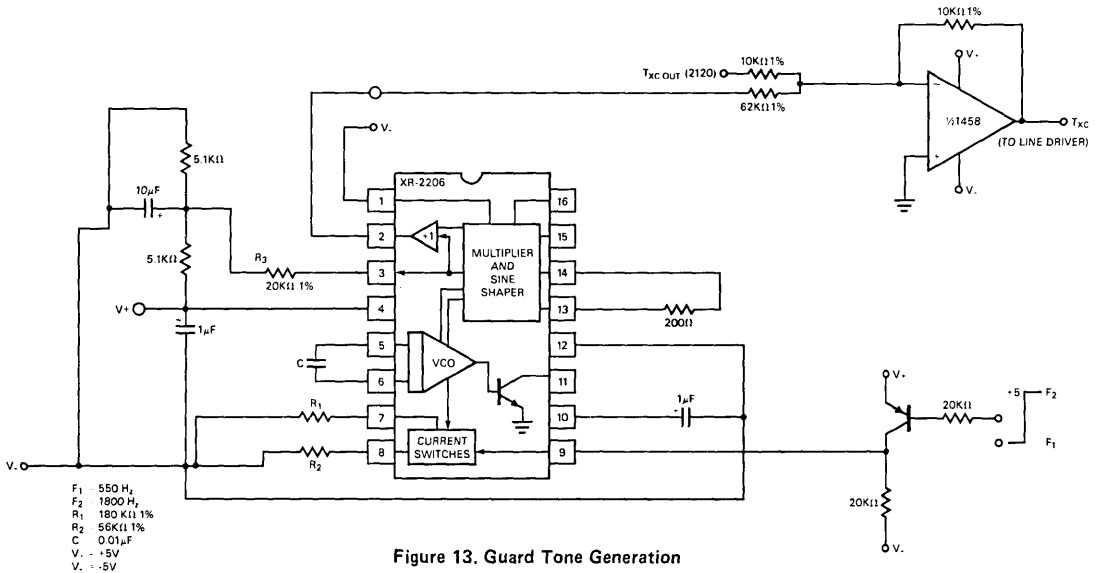 10KΩ 1%
V+
TXC OUT (2120)
10KΩ 1%
62KΩ 1%
−
½1458
+
TXC
(TO LINE DRIVER)
V-
V-
5.1KΩ
10µF
+
5.1KΩ
R3
20KΩ 1%
V+
1µF
C
R1
R2
V-
XR-2206
1
2
3
4
5
6
7
8
16
15
14
13
12
11
10
9
+1
MULTIPLIER
AND
SINE
SHAPER
VCO
CURRENT
SWITCHES
200Ω
1µF
V+
20KΩ
+5
F2
F1
20KΩ
V-
F1 - 550 Hz
F2 - 1800 Hz
R1 180 KΩ 1%
R2 - 56KΩ 1%
C 0.01µF
V. - +5V
V. = -5V
Figure 13. Guard Tone Generation